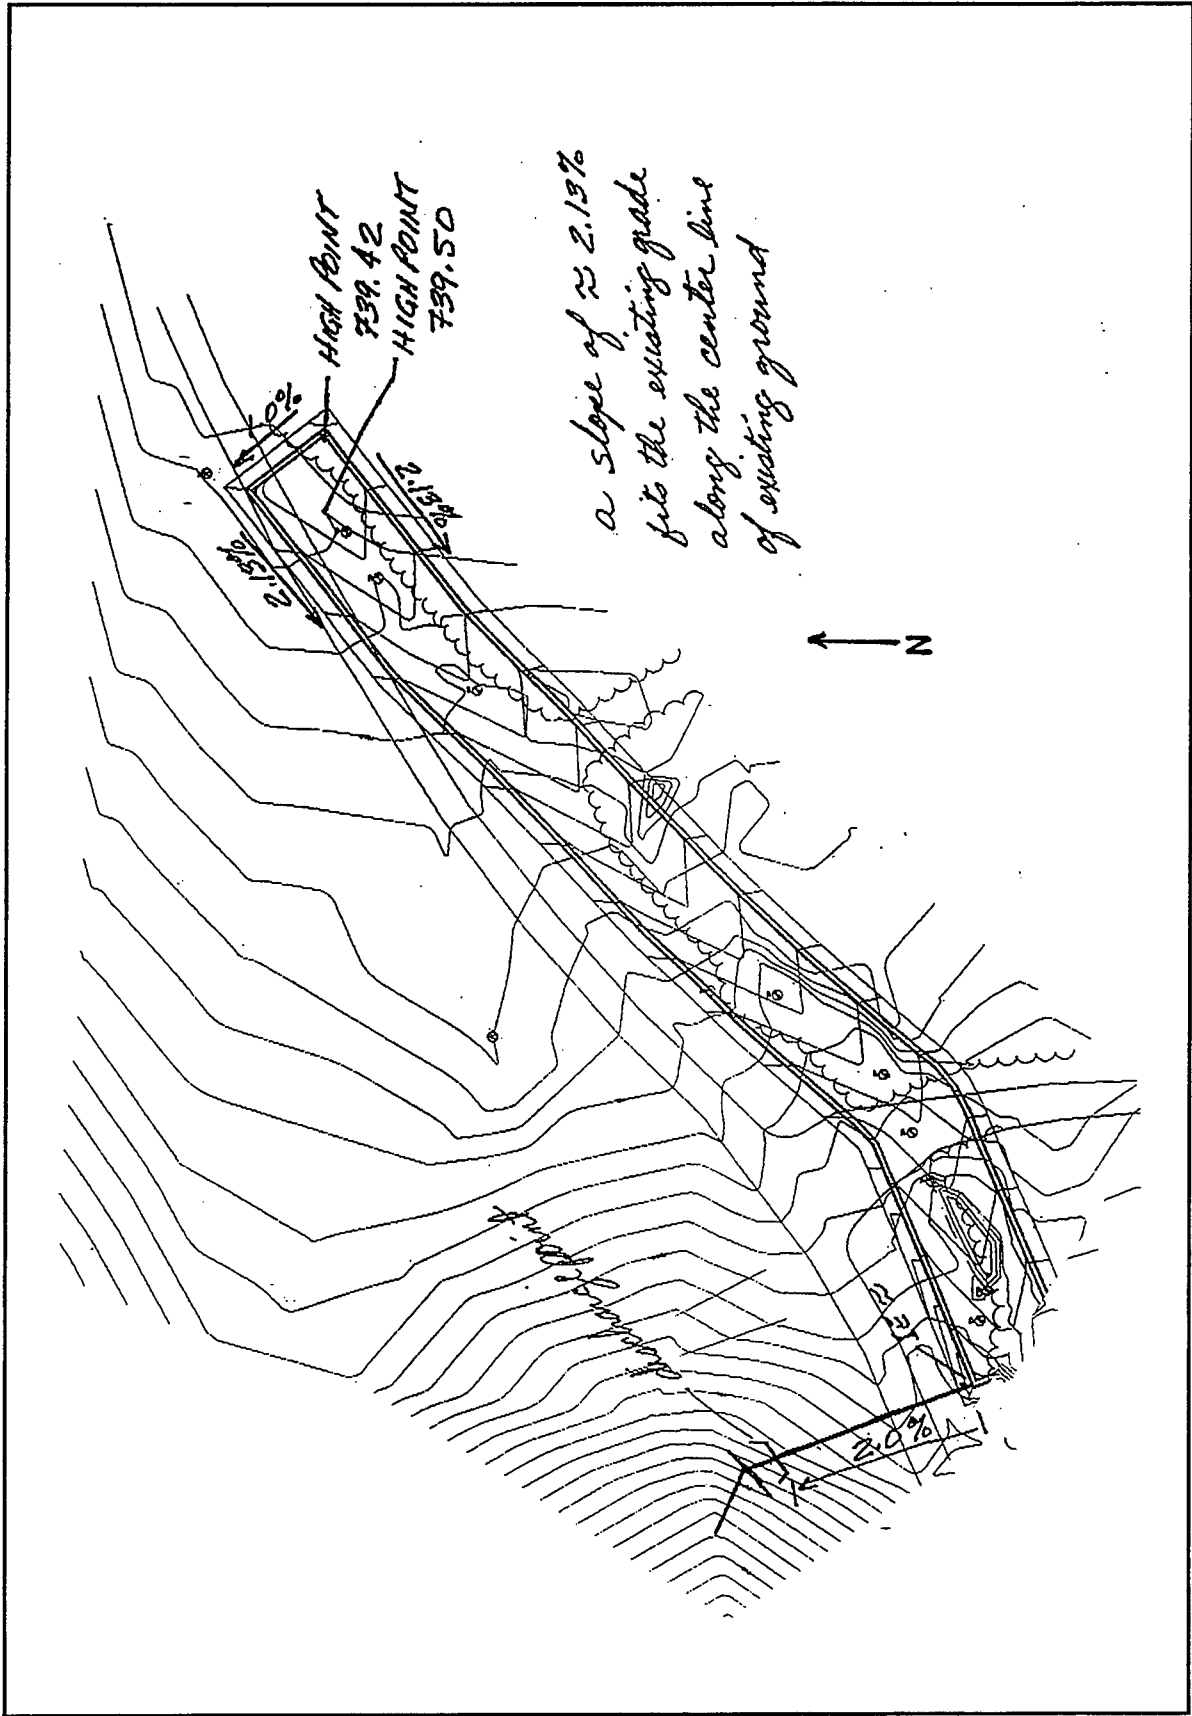 HIGH POINT
739.42
HIGH POINT
739.50
0%
2.15%
2.13%
a slope of ≈ 2.13%
fits the existing grade
along the center line
of existing ground
N
2.0%